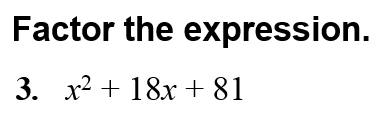 Factor the expression.
3. x² + 18x + 81